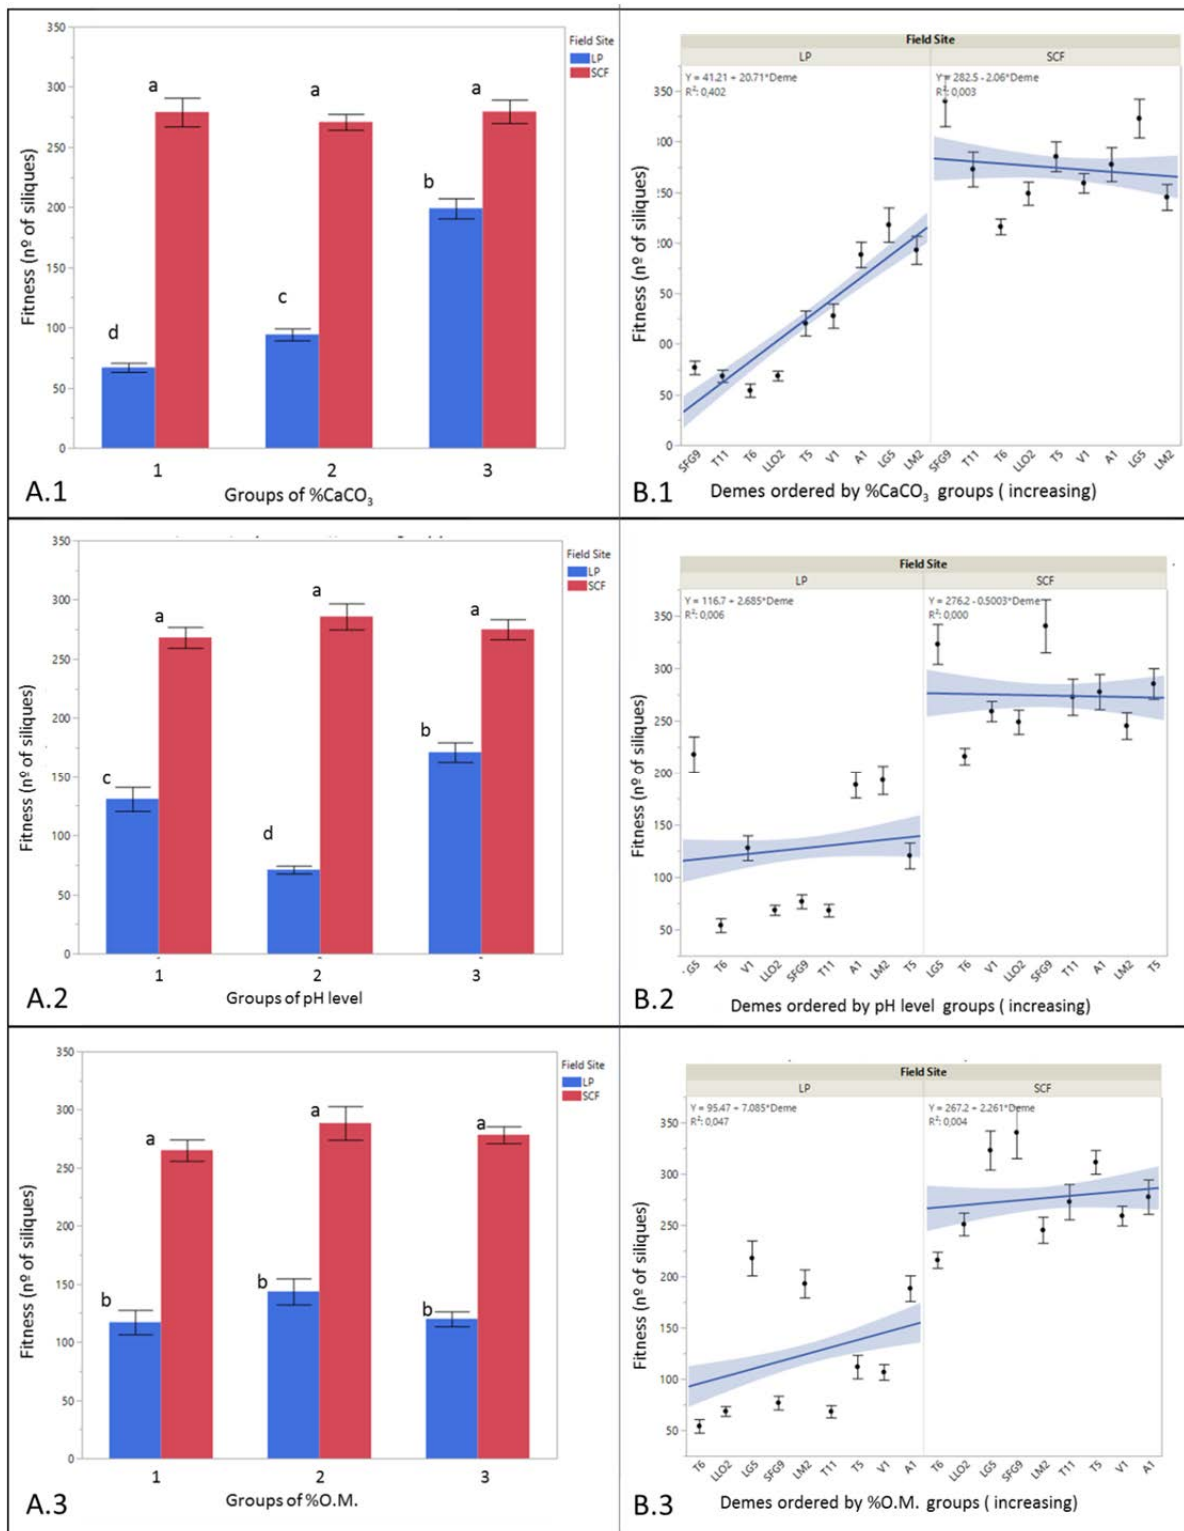 350
300
250
200
150
100
50
0
Fitness (nº of siliques)
Field Site
LP
SCF
a
a
a
b
c
d
1
2
3
A.1
Groups of %CaCO3
Field Site
LP
SCF
Y = 41,21 + 20,71*Deme
R²: 0,402
Y = 282,5 - 2,06*Deme
R²: 0,003
350
300
250
200
50
00
50
0
Fitness (nº of siliques)
SFG9
T11
T6
LLO2
T5
V1
A1
LG5
LM2
SFG9
T11
T6
LLO2
T5
V1
A1
LG5
LM2
B.1
Demes ordered by %CaCO3 groups ( increasing)
350
300
250
200
150
100
50
0
Fitness (nº of siliques)
Field Site
LP
SCF
a
a
a
b
c
d
1
2
3
A.2
Groups of pH level
Field Site
LP
SCF
Y = 116,7 + 2,685*Deme
R²: 0,006
Y = 276,2 - 0,5003*Deme
R²: 0,000
350
300
250
200
150
100
50
Fitness (nº of siliques)
G5
T6
V1
LLO2
SFG9
T11
A1
LM2
T5
LG5
T6
V1
LLO2
SFG9
T11
A1
LM2
T5
B.2
Demes ordered by pH level groups ( increasing)
350
300
250
200
150
100
50
0
Fitness (nº of siliques)
Field Site
LP
SCF
a
a
a
b
b
b
1
2
3
A.3
Groups of %O.M.
Field Site
LP
SCF
Y = 95,47 + 7,085*Deme
R²: 0,047
Y = 267,2 + 2,261*Deme
R²: 0,004
350
300
250
200
150
100
50
Fitness (nº of siliques)
T6
LLO2
LG5
SFG9
LM2
T11
T5
V1
A1
T6
LLO2
LG5
SFG9
LM2
T11
T5
V1
A1
B.3
Demes ordered by %O.M. groups ( increasing)